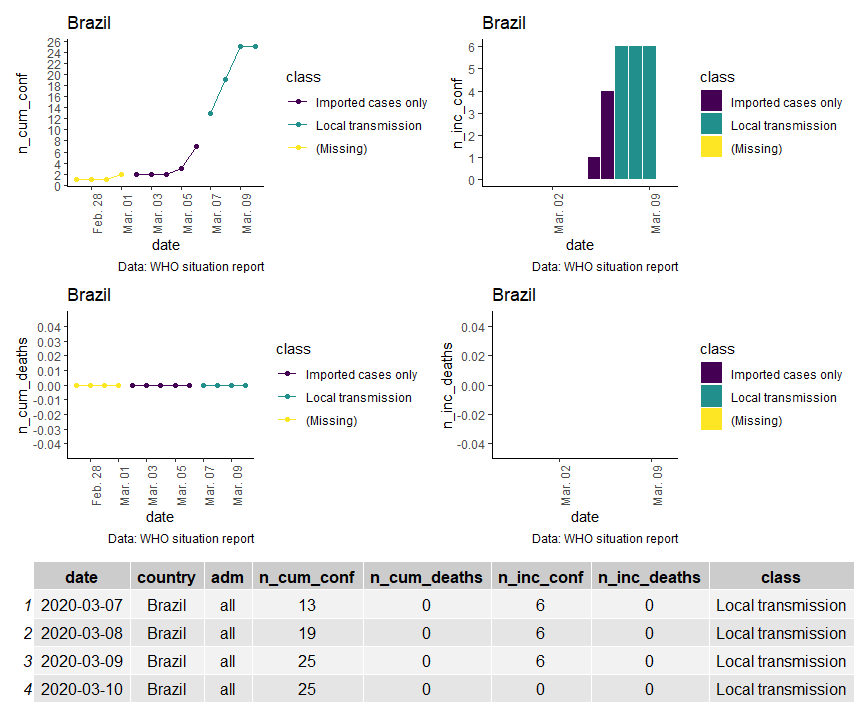 Brazil
n_cum_conf
26
24
22
20
18
16
14
12
10
8
6
4
2
0
Feb. 28
Mar. 01
Mar. 03
Mar. 05
Mar. 07
Mar. 09
date
Data: WHO situation report
class
Imported cases only
Local transmission
(Missing)
Brazil
n_inc_conf
6
5
4
3
2
1
0
Mar. 02
Mar. 09
date
Data: WHO situation report
class
Imported cases only
Local transmission
(Missing)
Brazil
n_cum_deaths
0.04
0.03
0.02
0.01
0.00
-0.01
-0.02
-0.03
-0.04
Feb. 28
Mar. 01
Mar. 03
Mar. 05
Mar. 07
Mar. 09
date
Data: WHO situation report
class
Imported cases only
Local transmission
(Missing)
Brazil
n_inc_deaths
0.04
0.02
0.00
-0.02
-0.04
Mar. 02
Mar. 09
date
Data: WHO situation report
class
Imported cases only
Local transmission
(Missing)
date country adm n_cum_conf n_cum_deaths n_inc_conf n_inc_deaths class
1 2020-03-07 Brazil all 13 0 6 0 Local transmission
2 2020-03-08 Brazil all 19 0 6 0 Local transmission
3 2020-03-09 Brazil all 25 0 6 0 Local transmission
4 2020-03-10 Brazil all 25 0 0 0 Local transmission